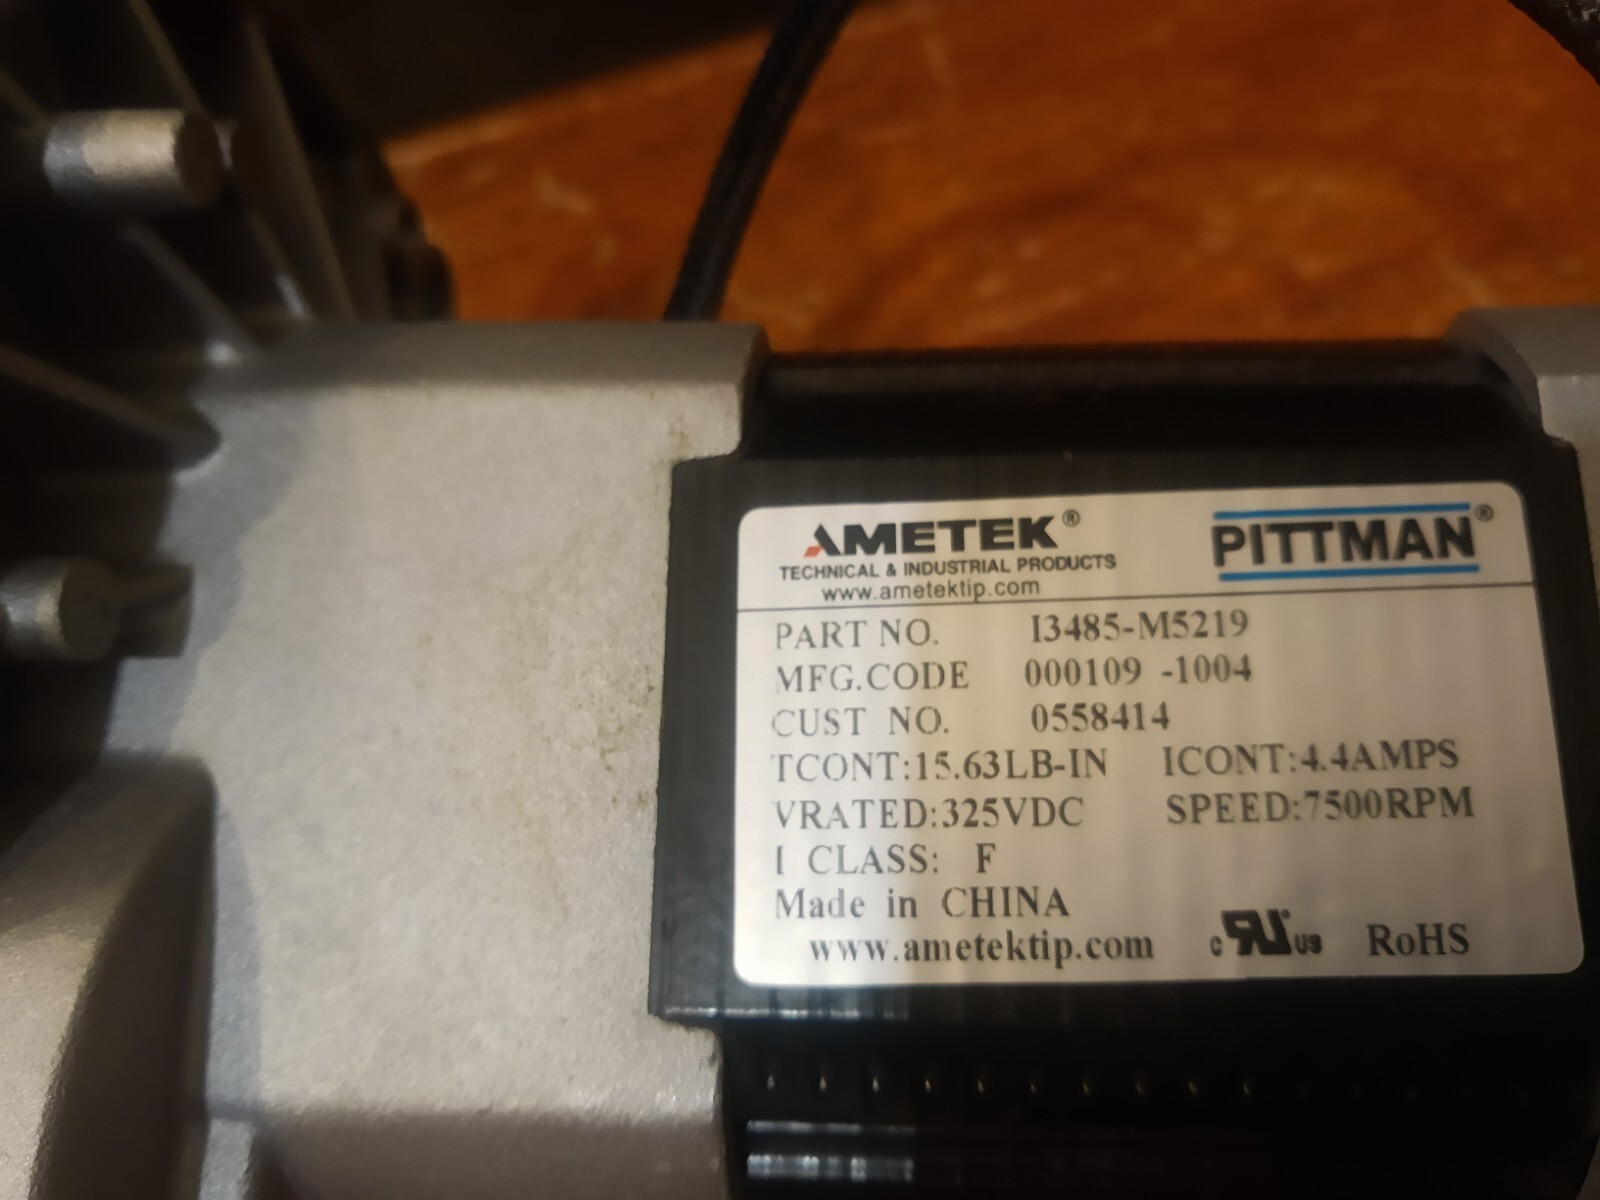 AMETEK® PITTMAN®
TECHNICAL & INDUSTRIAL PRODUCTS
www.ametektip.com
PART NO. I3485-M5219
MFG.CODE 000109 -1004
CUST NO. 0558414
TCONT:15.63LB-IN ICONT:4.4AMPS
VRATED:325VDC SPEED:7500RPM
I CLASS: F
Made in CHINA
www.ametektip.com c RU® US RoHS